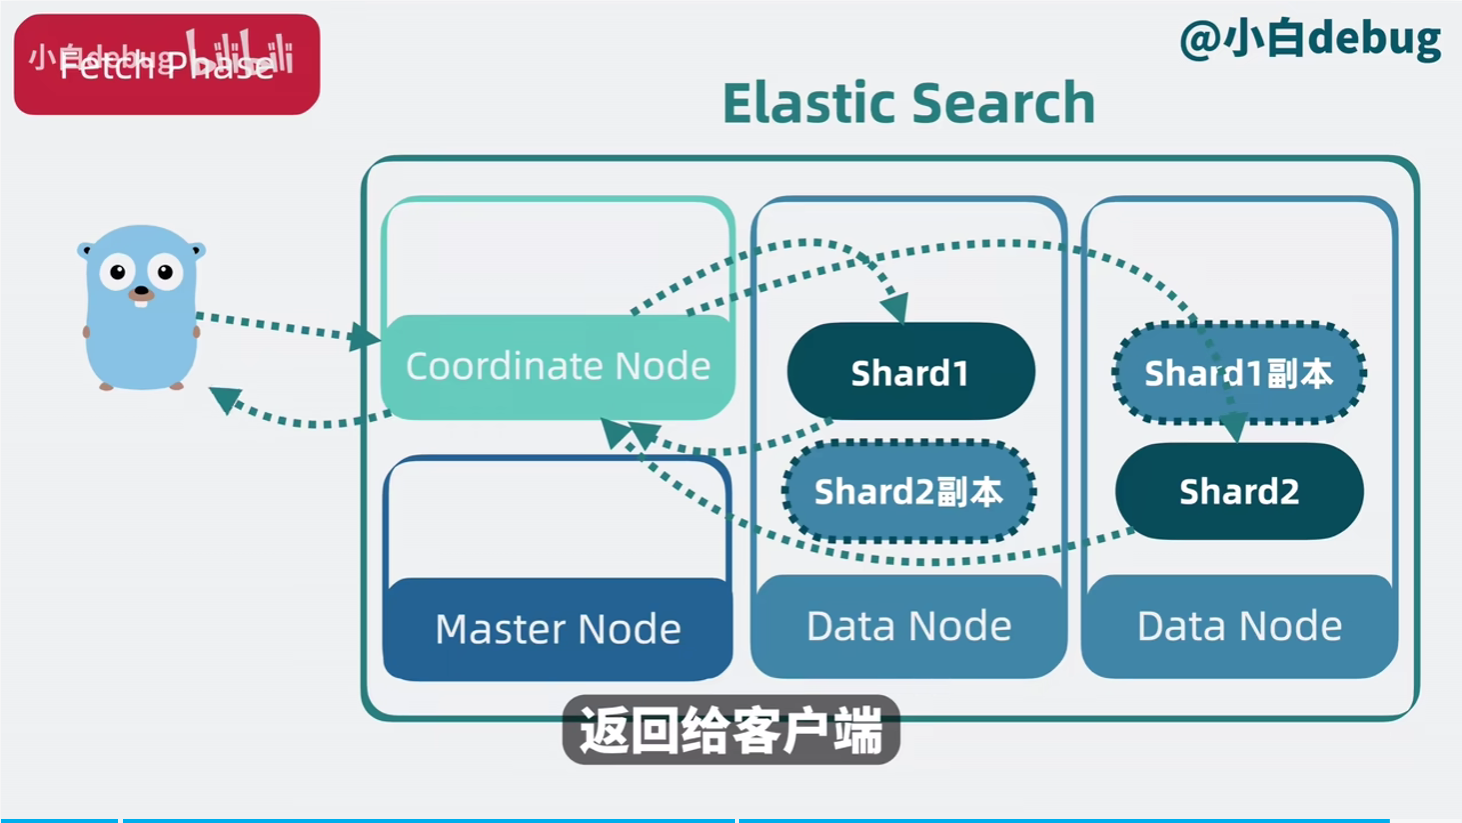 小白debug bilibili
Fetch Phase
@小白debug
Elastic Search
Coordinate Node
Shard1
Shard1副本
Shard2副本
Shard2
Master Node
Data Node
Data Node
返回给客户端